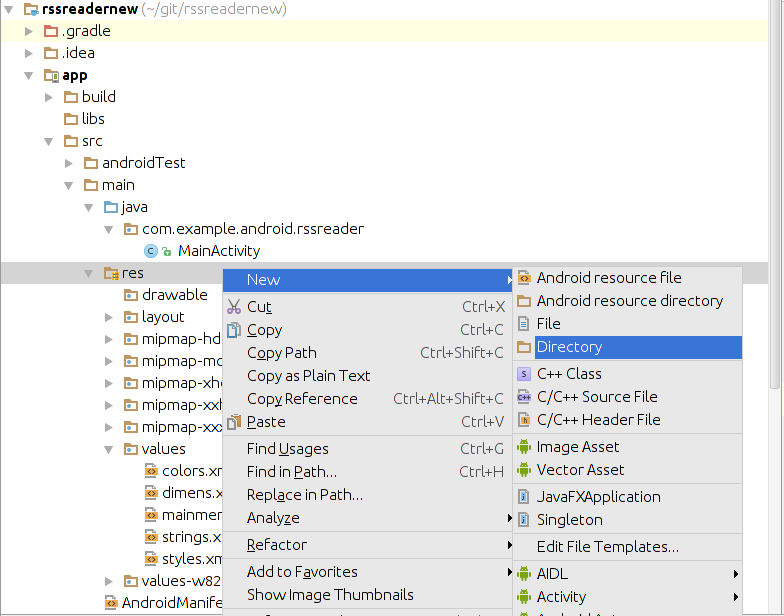 rssreadernew (~/git/rssreadernew)
.gradle
.idea
app
build
libs
src
androidTest
main
java
com.example.android.rssreader
C MainActivity
res
drawable
layout
mipmap-hd
mipmap-mc
mipmap-xh
mipmap-xxh
mipmap-xxx
values
colors.xm
dimens.x
mainmer
strings.x
styles.xm
values-w82
AndroidManife
New
Cut Ctrl+X
Copy Ctrl+C
Copy Path Ctrl+Shift+C
Copy as Plain Text
Copy Reference Ctrl+Alt+Shift+C
Paste Ctrl+V
Find Usages Ctrl+G
Find in Path... Ctrl+H
Replace in Path...
Analyze
Refactor
Add to Favorites
Show Image Thumbnails
Android resource file
Android resource directory
File
Directory
S C++ Class
C++ C/C++ Source File
h C/C++ Header File
Image Asset
Vector Asset
JavaFXApplication
Singleton
Edit File Templates...
AIDL
Activity